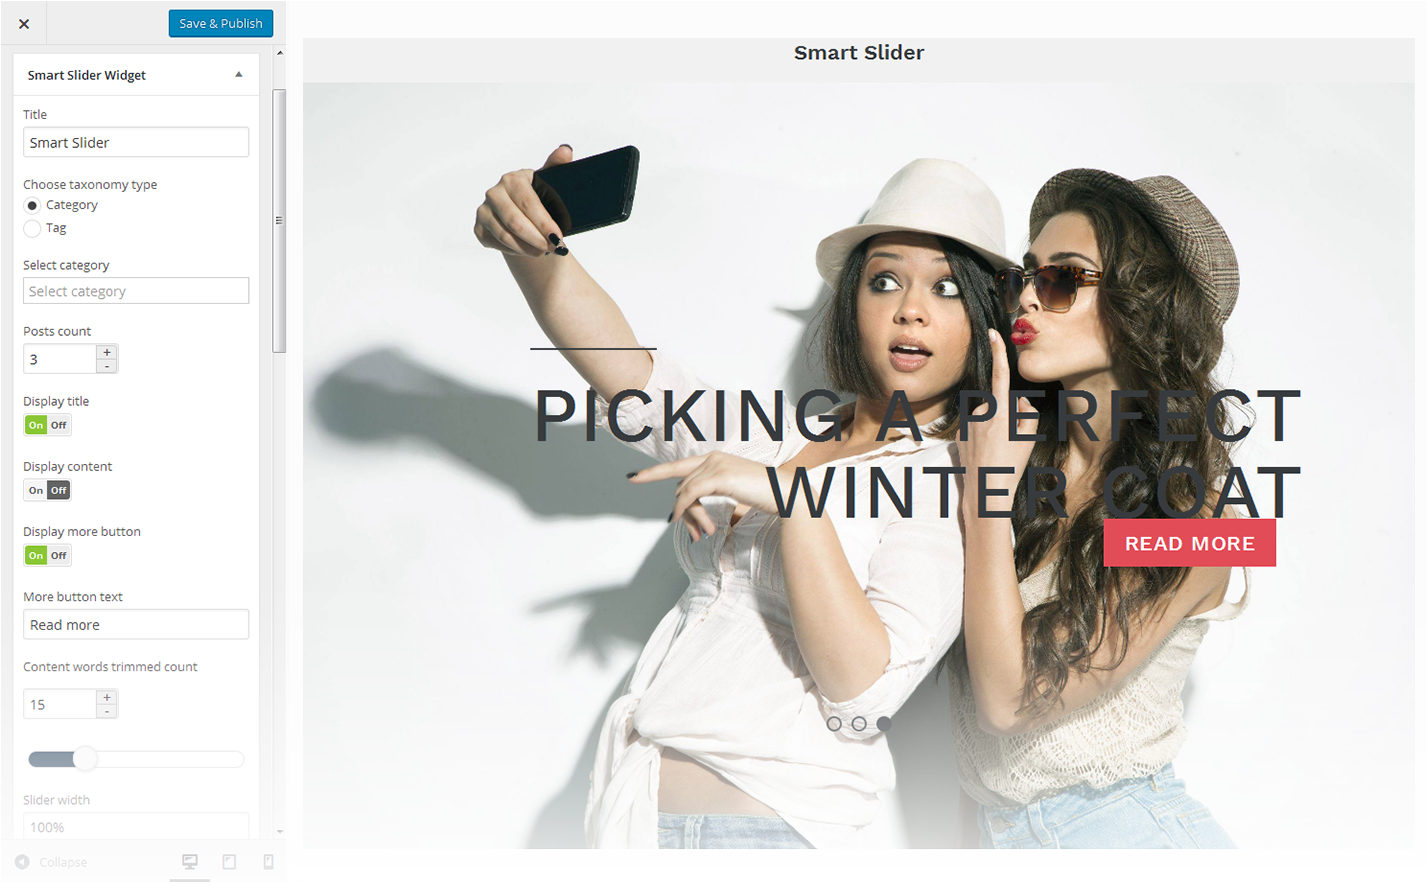 Save & Publish
Smart Slider Widget
Title
Smart Slider
Choose taxonomy type
Category
Tag
Select category
Select category
Posts count
3
+
-
Display title
On Off
Display content
On Off
Display more button
On Off
More button text
Read more
Content words trimmed count
15
+
-
Slider width
100%
Collapse
Smart Slider
PICKING A PERFECT
WINTER COAT
READ MORE